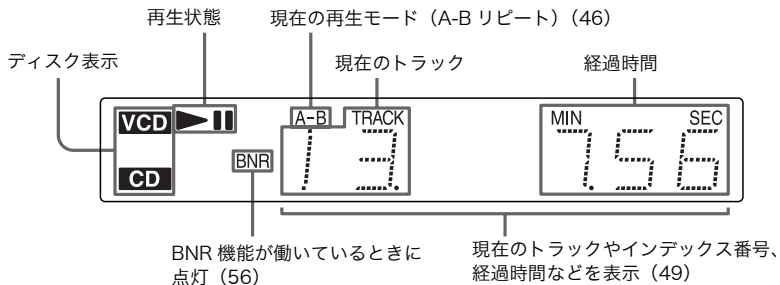 再生状態
現在の再生モード（A-B リピート）（46）
ディスク表示
現在のトラック
経過時間
VCD
A-B
TRACK
MIN
SEC
CD
BNR
13.
7.56
BNR 機能が働いているときに
点灯（56）
現在のトラックやインデックス番号、
経過時間などを表示（49）